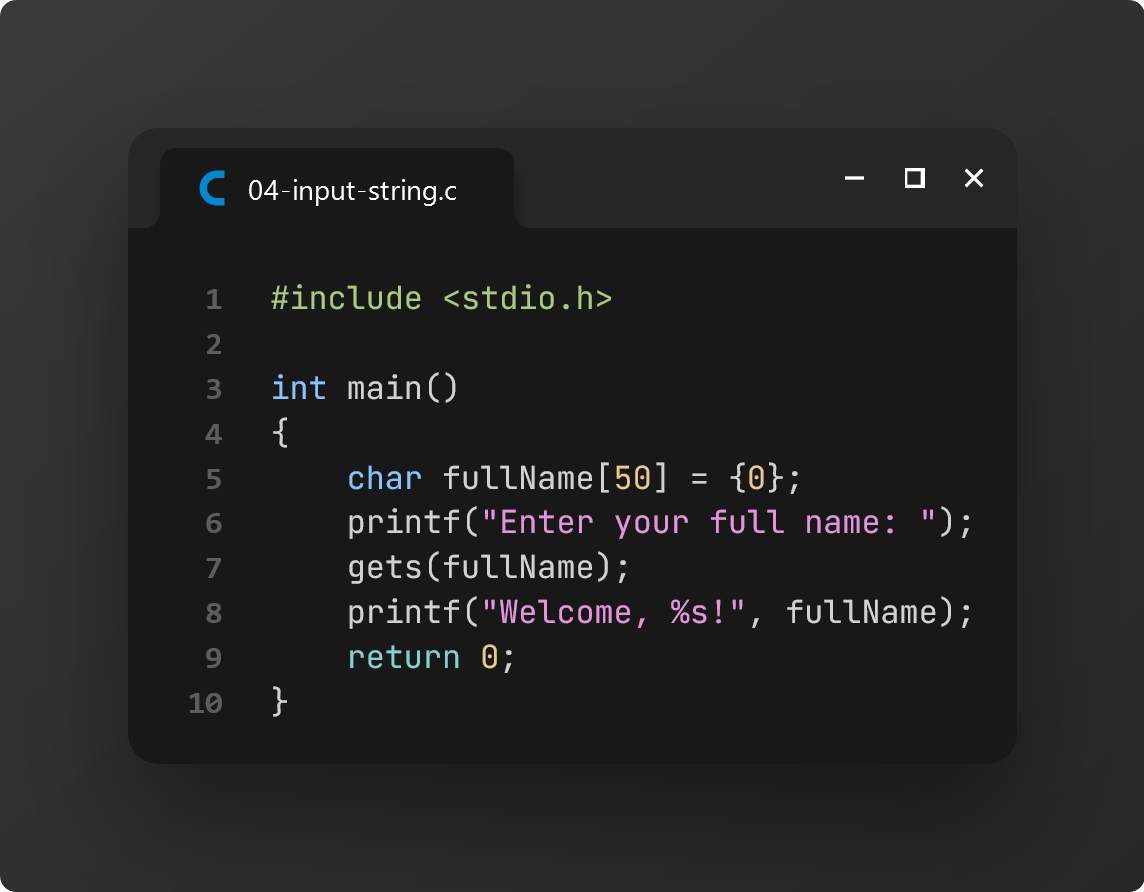 04-input-string.c
1 #include <stdio.h>
2
3 int main()
4 {
5     char fullName[50] = {0};
6     printf("Enter your full name: ");
7     gets(fullName);
8     printf("Welcome, %s!", fullName);
9     return 0;
10 }